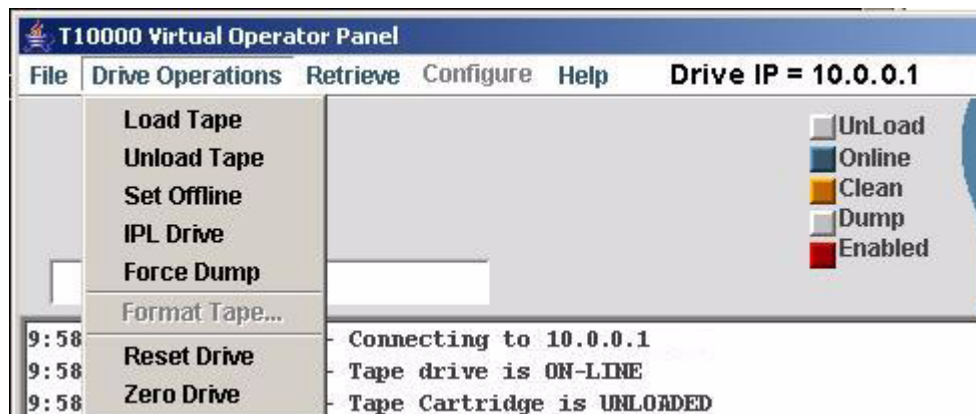 T10000 Virtual Operator Panel
File Drive Operations Retrieve Configure Help Drive IP = 10.0.0.1
Load Tape
Unload Tape
Set Offline
IPL Drive
Force Dump
Format Tape...
Reset Drive
Zero Drive
UnLoad
Online
Clean
Dump
Enabled
9:58 - Connecting to 10.0.0.1
9:58 - Tape drive is ON-LINE
9:58 - Tape Cartridge is UNLOADED